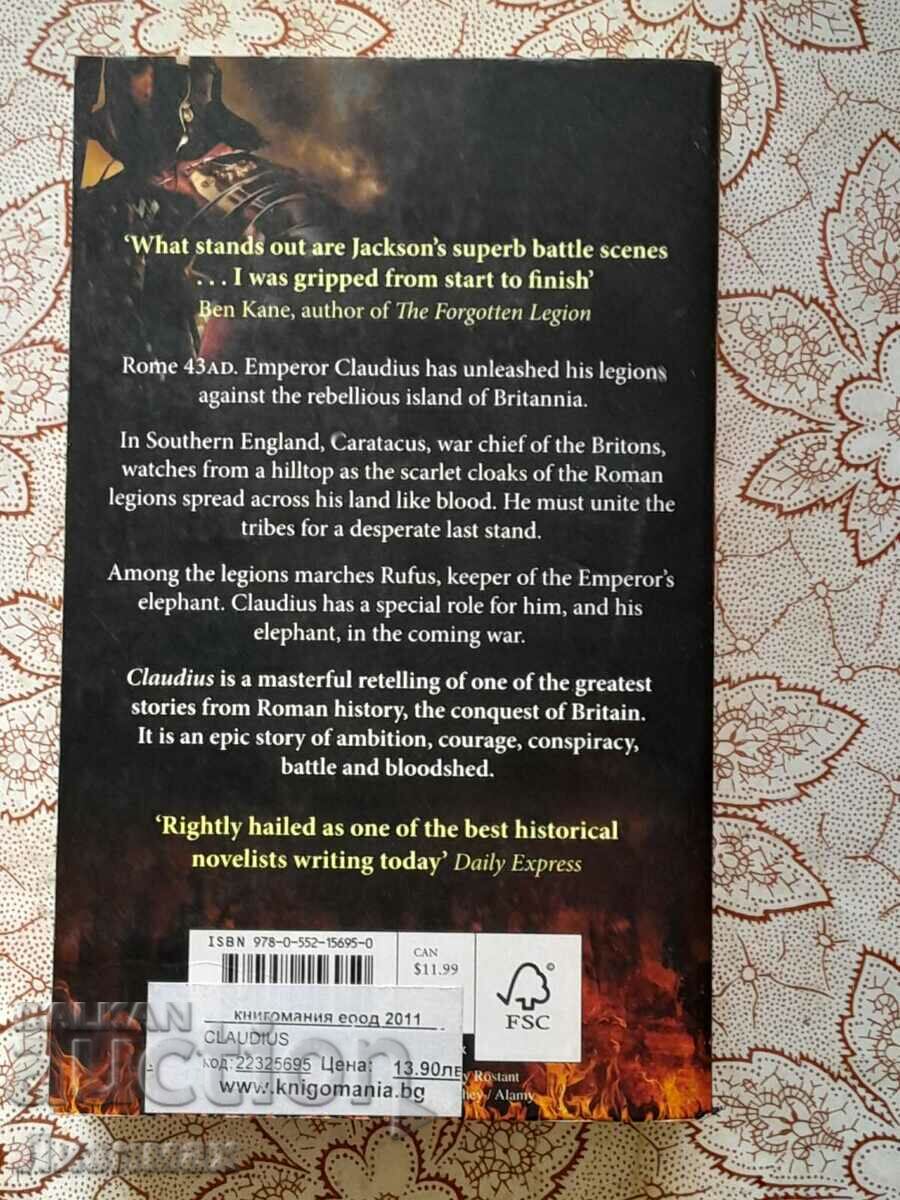 ‘What stands out are Jackson’s superb battle scenes
. . . I was gripped from start to finish’
Ben Kane, author of The Forgotten Legion
Rome 43AD. Emperor Claudius has unleashed his legions
against the rebellious island of Britannia.
In Southern England, Caratacus, war chief of the Britons,
watches from a hilltop as the scarlet cloaks of the Roman
legions spread across his land like blood. He must unite the
tribes for a desperate last stand.
Among the legions marches Rufus, keeper of the Emperor’s
elephant. Claudius has a special role for him, and his
elephant, in the coming war.
Claudius is a masterful retelling of one of the greatest
stories from Roman history, the conquest of Britain.
It is an epic story of ambition, courage, conspiracy,
battle and bloodshed.
‘Rightly hailed as one of the best historical
novelists writing today’ Daily Express
ISBN 978-0-552-15695-0
CAN
$11.99
FSC
книгомания еоод 2011
CLAUDIUS
код:22325695 Цена: 13.90лв
www.knigomania.bg
Rostant
/ Alamy
BALKAN
auction